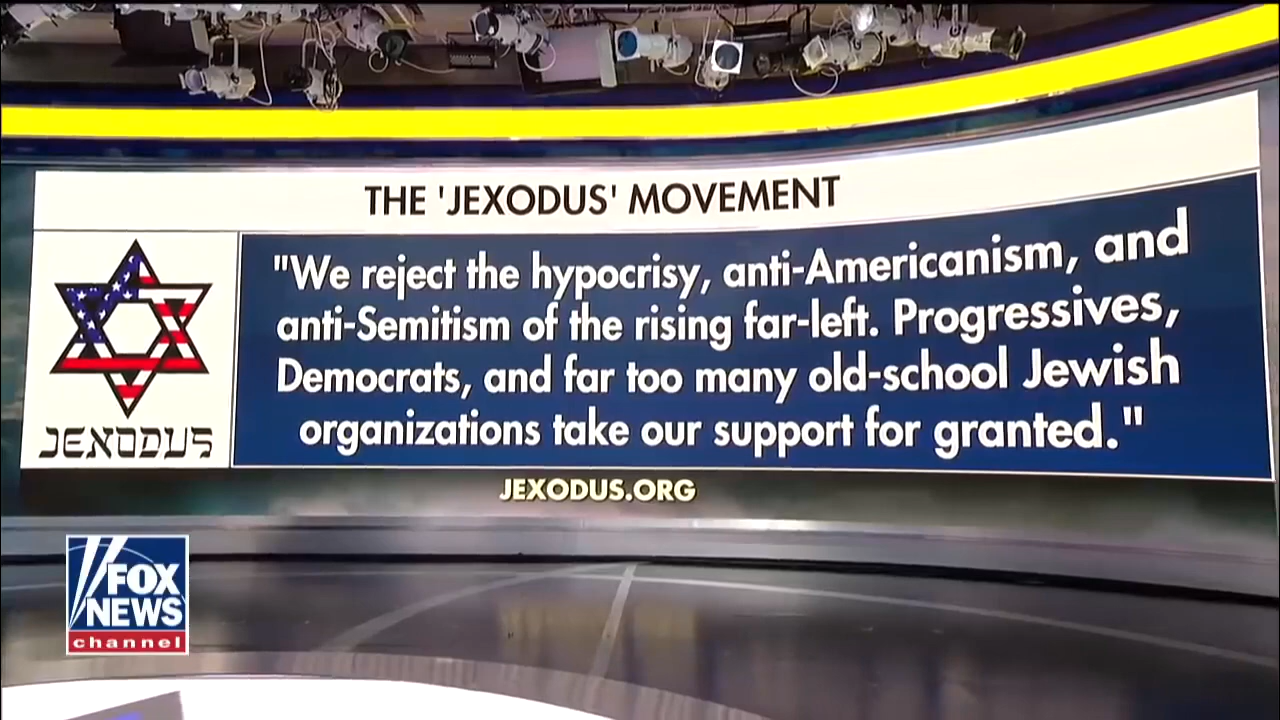 THE 'JEXODUS' MOVEMENT
"We reject the hypocrisy, anti-Americanism, and
anti-Semitism of the rising far-left. Progressives,
Democrats, and far too many old-school Jewish
organizations take our support for granted."
JEXODUS
JEXODUS.ORG
FOX
NEWS
channel